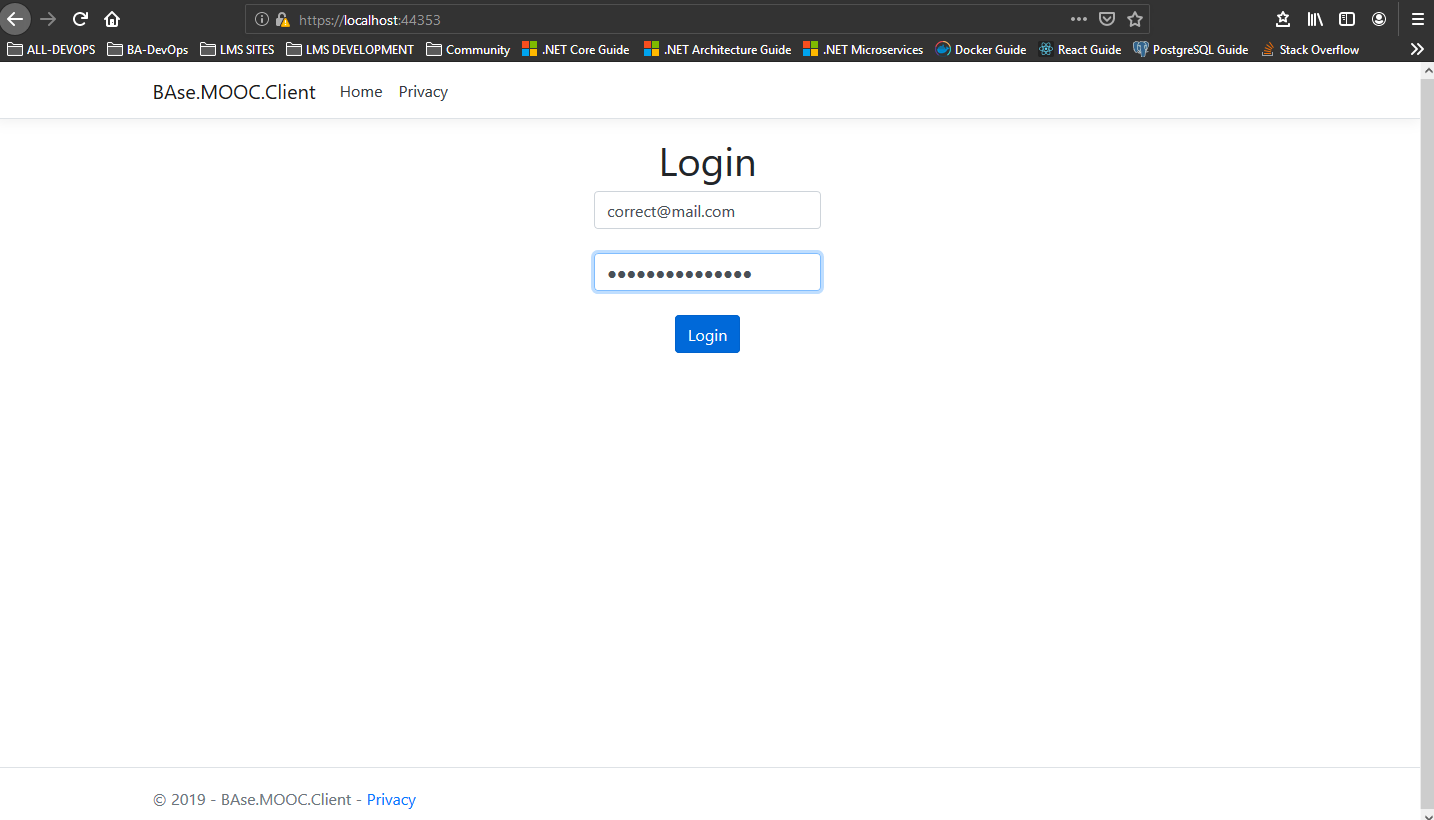 https://localhost:44353
ALL-DEVOPS BA-DevOps LMS SITES LMS DEVELOPMENT Community .NET Core Guide .NET Architecture Guide .NET Microservices Docker Guide React Guide PostgreSQL Guide Stack Overflow
BAse.MOOC.Client Home Privacy
Login
correct@mail.com
●●●●●●●●●●●●●●●
Login
© 2019 - BAse.MOOC.Client - Privacy